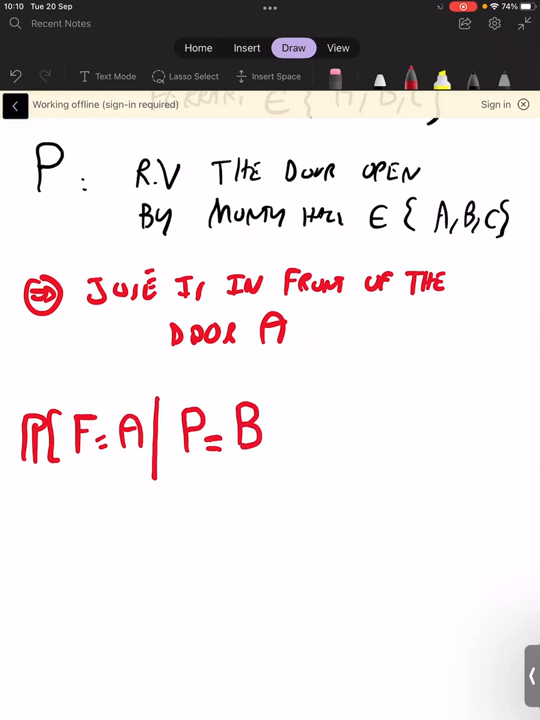 10:10 Tue 20 Sep
74%
Recent Notes
Home Insert Draw View
Text Mode Lasso Select Insert Space
Working offline (sign-in required) Sign in
∈ { A, B, C }
P : R.V THE DOOR OPEN
BY MONTY HALL ∈ { A, B, C }
⇒ JOSÉ IS IN FRONT OF THE
DOOR A
ℙ[ F = A | P = B